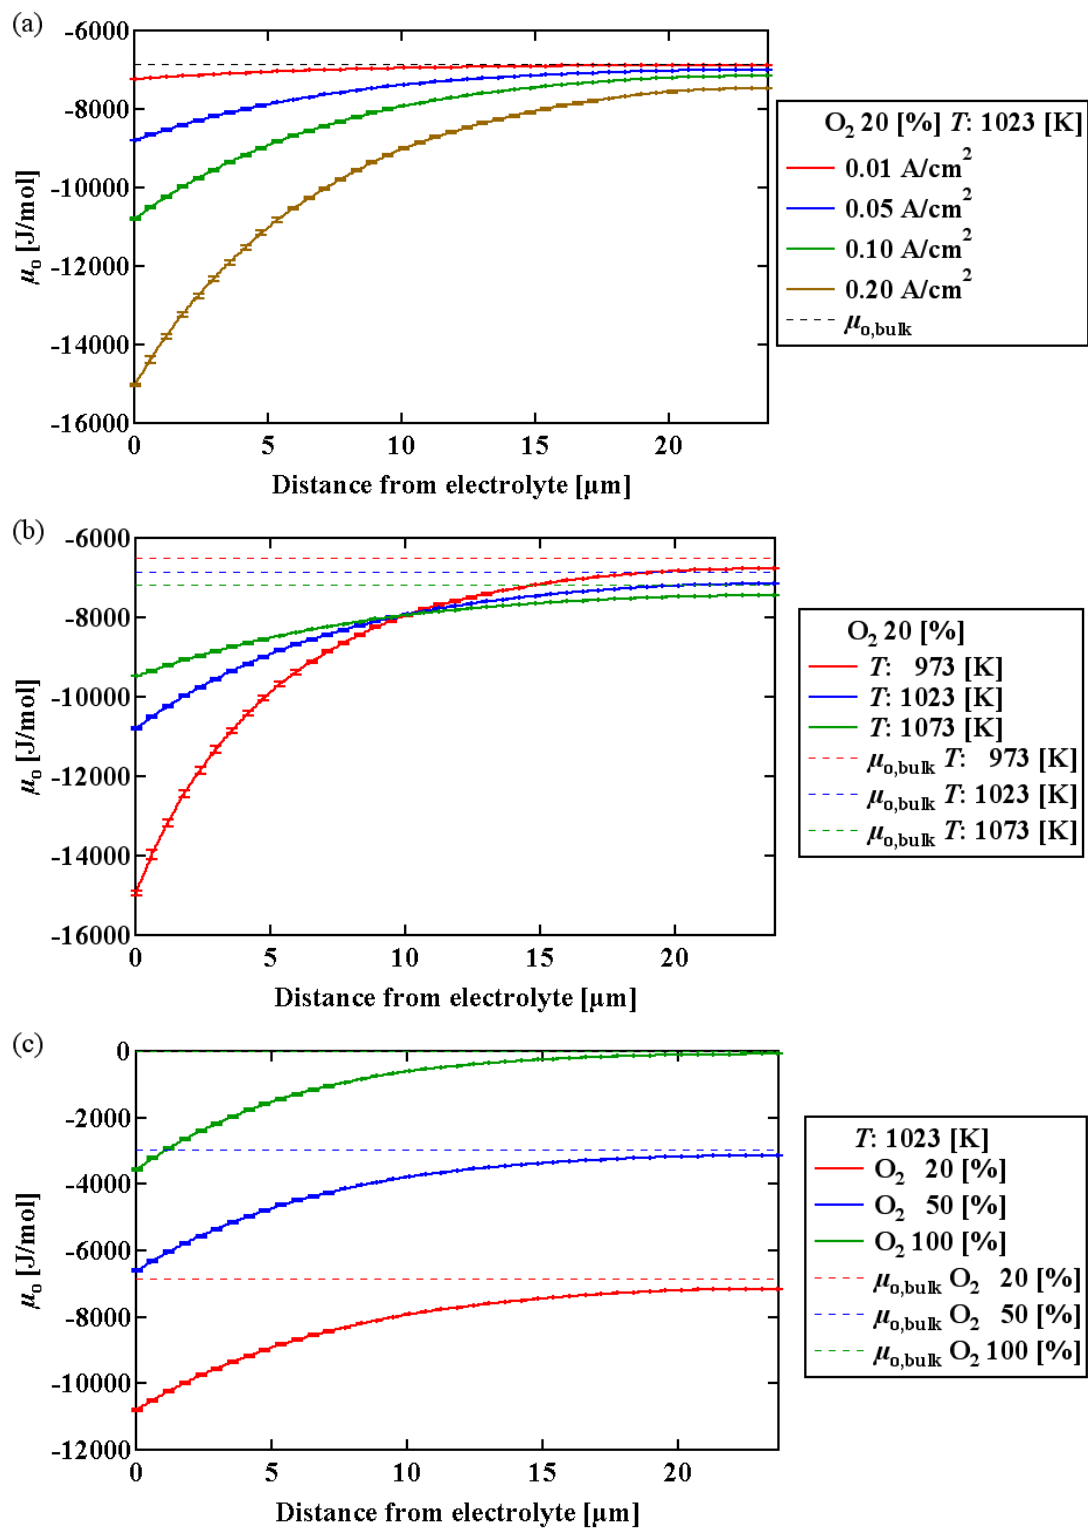 (a)
-6000
-8000
-10000
-12000
-14000
-16000
μo [J/mol]
0 5 10 15 20
Distance from electrolyte [μm]
O2 20 [%] T: 1023 [K]
0.01 A/cm2
0.05 A/cm2
0.10 A/cm2
0.20 A/cm2
μo,bulk
(b)
-6000
-8000
-10000
-12000
-14000
-16000
μo [J/mol]
0 5 10 15 20
Distance from electrolyte [μm]
O2 20 [%]
T: 973 [K]
T: 1023 [K]
T: 1073 [K]
μo,bulk T: 973 [K]
μo,bulk T: 1023 [K]
μo,bulk T: 1073 [K]
(c)
0
-2000
-4000
-6000
-8000
-10000
-12000
μo [J/mol]
0 5 10 15 20
Distance from electrolyte [μm]
T: 1023 [K]
O2 20 [%]
O2 50 [%]
O2 100 [%]
μo,bulk O2 20 [%]
μo,bulk O2 50 [%]
μo,bulk O2 100 [%]